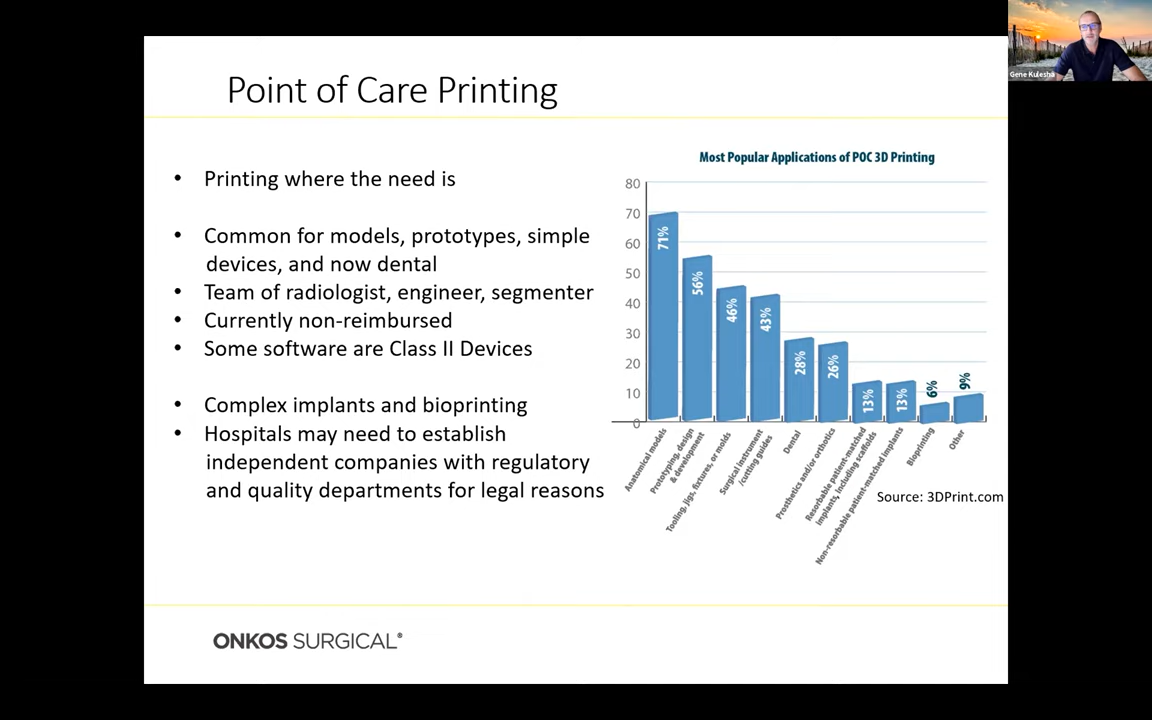 Gene Kulesha
Point of Care Printing
• Printing where the need is
• Common for models, prototypes, simple
devices, and now dental
• Team of radiologist, engineer, segmenter
• Currently non-reimbursed
• Some software are Class II Devices
• Complex implants and bioprinting
• Hospitals may need to establish
independent companies with regulatory
and quality departments for legal reasons
Most Popular Applications of POC 3D Printing
80
70
60
50
40
30
20
10
0
71%
56%
46%
43%
28%
26%
13%
13%
6%
9%
Anatomical models
Prototyping, design
& development
Tooling, jigs, fixtures, or molds
Surgical instrument
/cutting guides
Dental
Prosthetics and/or orthotics
Resorbable patient-matched
implants, including scaffolds
Non-resorbable patient-matched implants
Bioprinting
Other
Source: 3DPrint.com
ONKOS SURGICAL®